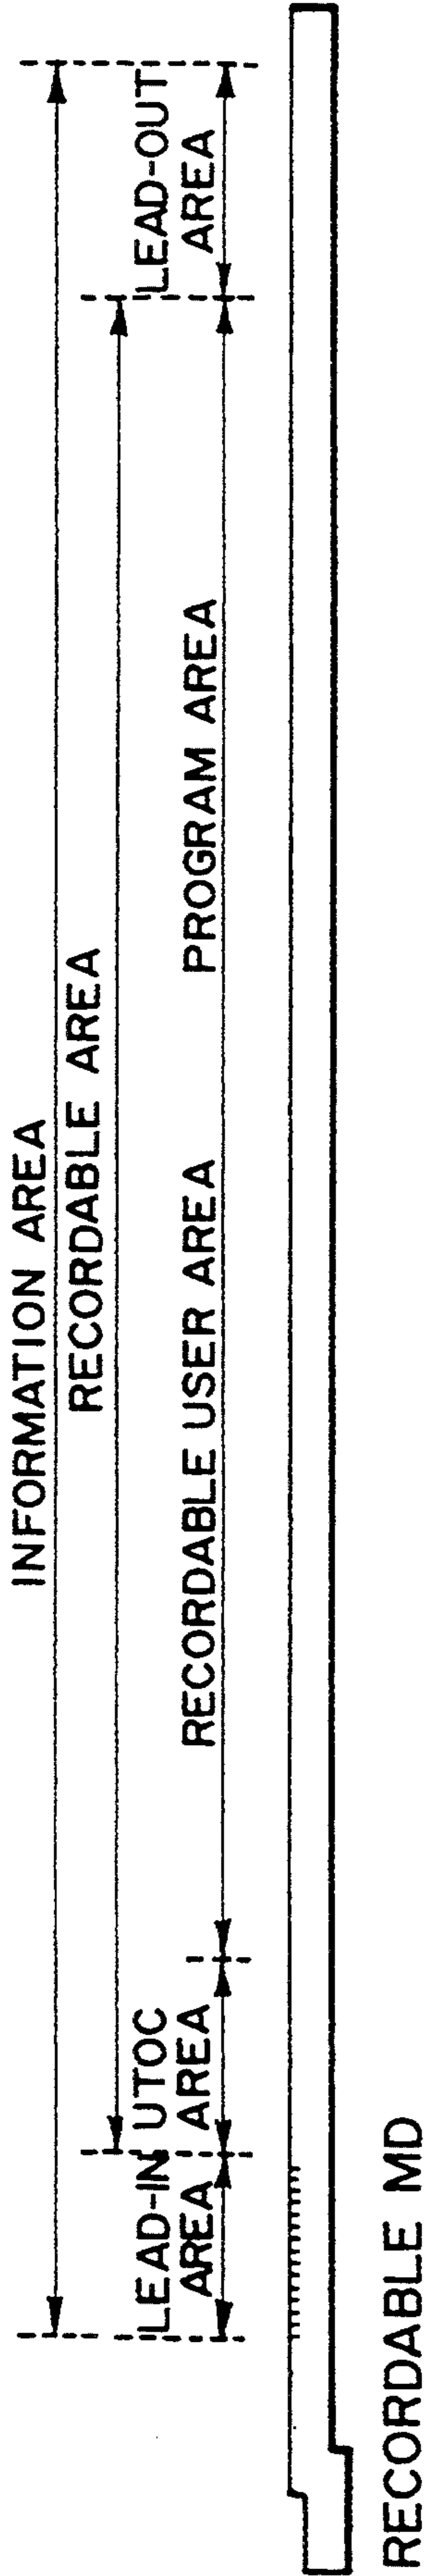 INFORMATION AREA
RECORDABLE AREA
LEAD-IN
AREA
UTOC
AREA
RECORDABLE USER AREA
PROGRAM AREA
LEAD-OUT
AREA
RECORDABLE MD